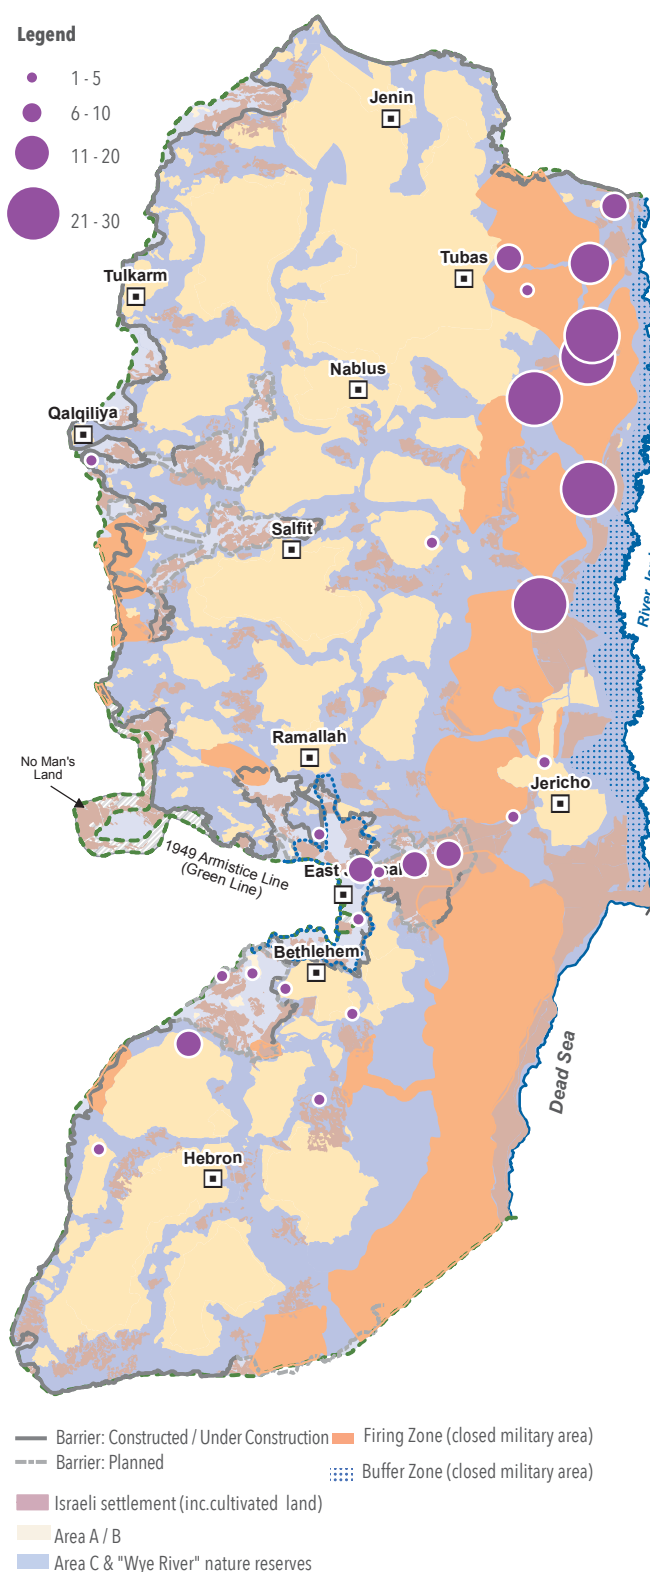 Legend
1 - 5
6 - 10
11 - 20
21 - 30
Jenin
Tubas
Tulkarm
Nablus
Qalqiliya
Salfit
Ramallah
No Man's
Land
Jericho
1949 Armistice Line
(Green Line)
East
Bethlehem
Dead Sea
Hebron
Barrier: Constructed / Under Construction
Firing Zone (closed military area)
Barrier: Planned
Buffer Zone (closed military area)
Israeli settlement (inc.cultivated land)
Area A / B
Area C & "Wye River" nature reserves